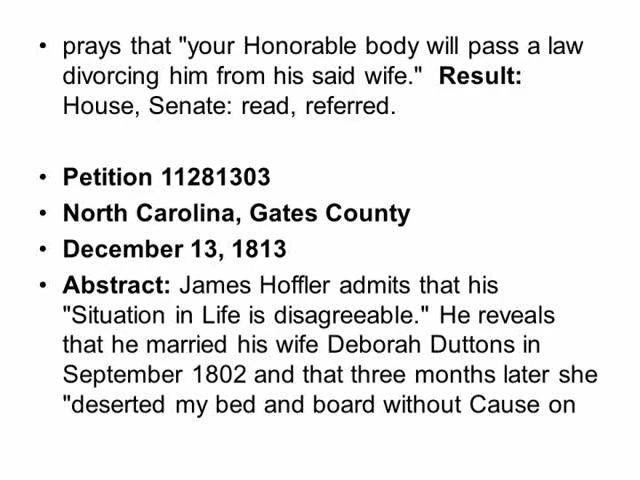 • prays that "your Honorable body will pass a law
divorcing him from his said wife."  Result:
House, Senate: read, referred.
• Petition 11281303
• North Carolina, Gates County
• December 13, 1813
• Abstract: James Hoffler admits that his
"Situation in Life is disagreeable."  He reveals
that he married his wife Deborah Duttons in
September 1802 and that three months later she
"deserted my bed and board without Cause on